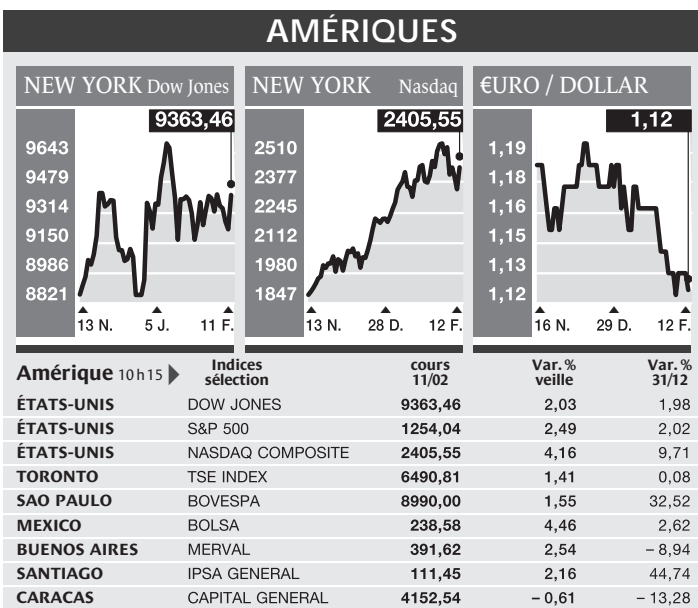 AMÉRIQUES
NEW YORK Dow Jones
9363,46
9643
9479
9314
9150
8986
8821
13 N. 5 J. 11 F.
NEW YORK Nasdaq
2405,55
2510
2377
2245
2112
1980
1847
13 N. 28 D. 12 F.
€URO / DOLLAR
1,12
1,19
1,18
1,16
1,15
1,13
1,12
16 N. 29 D. 12 F.
Amérique 10h15 Indices sélection cours 11/02 Var. % veille Var. % 31/12
ÉTATS-UNIS DOW JONES 9363,46 2,03 1,98
ÉTATS-UNIS S&P 500 1254,04 2,49 2,02
ÉTATS-UNIS NASDAQ COMPOSITE 2405,55 4,16 9,71
TORONTO TSE INDEX 6490,81 1,41 0,08
SAO PAULO BOVESPA 8990,00 1,55 32,52
MEXICO BOLSA 238,58 4,46 2,62
BUENOS AIRES MERVAL 391,62 2,54 – 8,94
SANTIAGO IPSA GENERAL 111,45 2,16 44,74
CARACAS CAPITAL GENERAL 4152,54 – 0,61 – 13,28